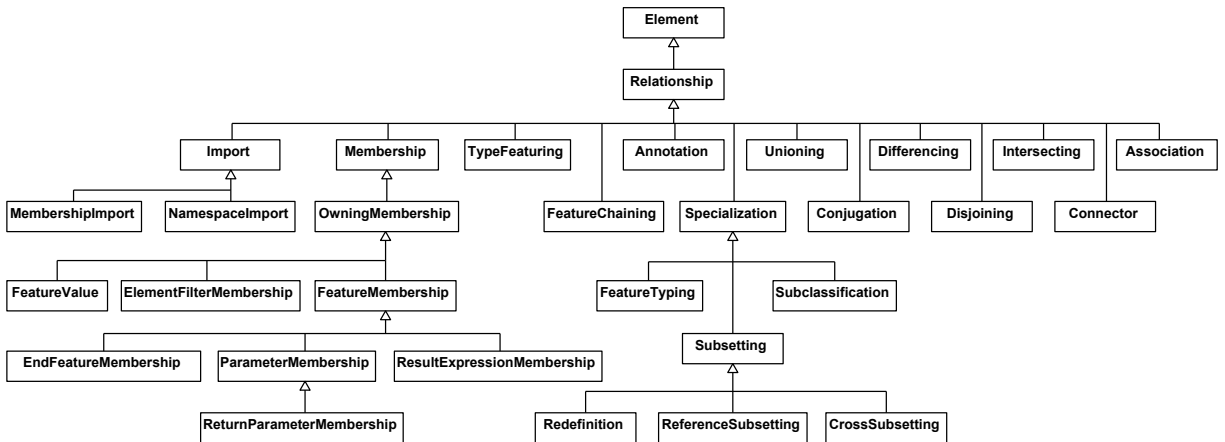 Element
Relationship
Import
Membership
TypeFeaturing
Annotation
Unioning
Differencing
Intersecting
Association
MembershipImport
NamespaceImport
OwningMembership
FeatureChaining
Specialization
Conjugation
Disjoining
Connector
FeatureValue
ElementFilterMembership
FeatureMembership
FeatureTyping
Subclassification
EndFeatureMembership
ParameterMembership
ResultExpressionMembership
Subsetting
ReturnParameterMembership
Redefinition
ReferenceSubsetting
CrossSubsetting